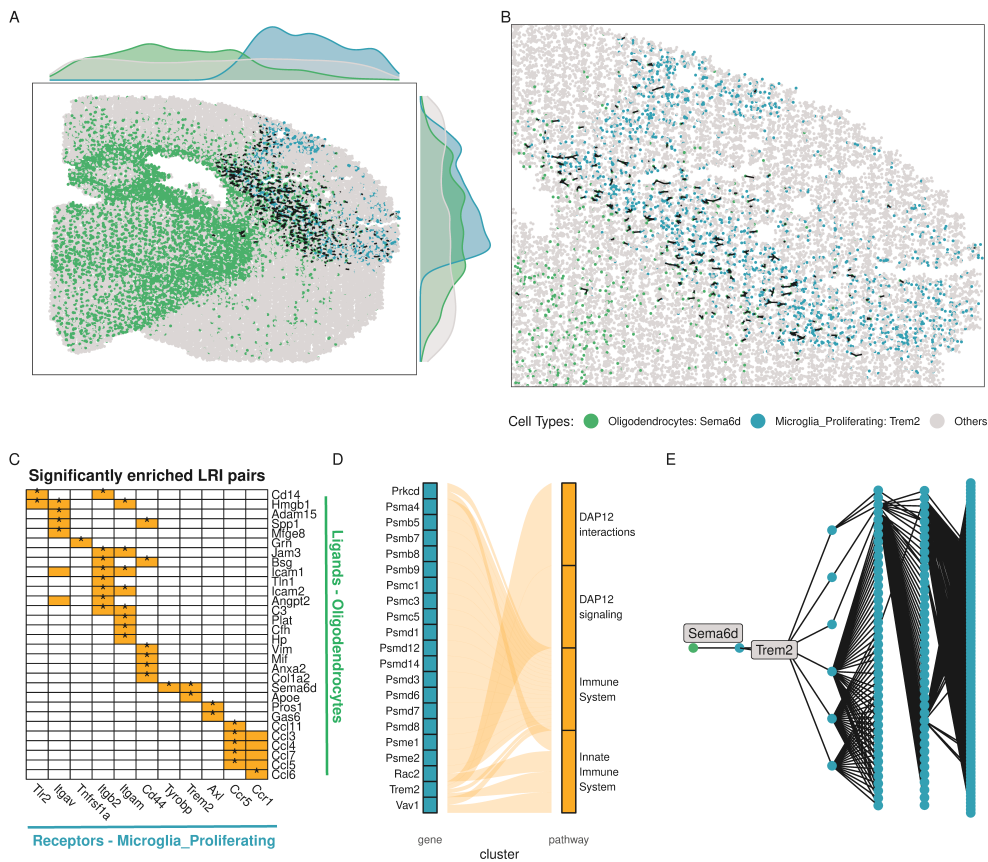 A
B
Cell Types:
Oligodendrocytes: Sema6d
Microglia_Proliferating: Trem2
Others
C
Significantly enriched LRI pairs
Cd14
Hmgb1
Adam15
Spp1
Mfge8
Grn
Jam3
Bsg
Icam1
Tln1
Icam2
Angpt2
C3
Plat
Cfh
Hp
Vim
Mif
Anxa2
Col1a2
Sema6d
Apoe
Pros1
Gas6
Ccl11
Ccl3
Ccl4
Ccl7
Ccl5
Ccl6
Ligands - Oligodendrocytes
Tlr2
Itgav
Tnfrsf1a
Itgb2
Itgam
Cd44
Tyrobp
Trem2
Axl
Ccr5
Ccr1
Receptors - Microglia_Proliferating
D
Prkcd
Psma4
Psmb5
Psmb7
Psmb8
Psmb9
Psmc1
Psmc3
Psmc5
Psmd1
Psmd12
Psmd14
Psmd3
Psmd6
Psmd7
Psmd8
Psme1
Psme2
Rac2
Trem2
Vav1
DAP12
interactions
DAP12
signaling
Immune
System
Innate
Immune
System
gene
pathway
cluster
E
Sema6d
Trem2